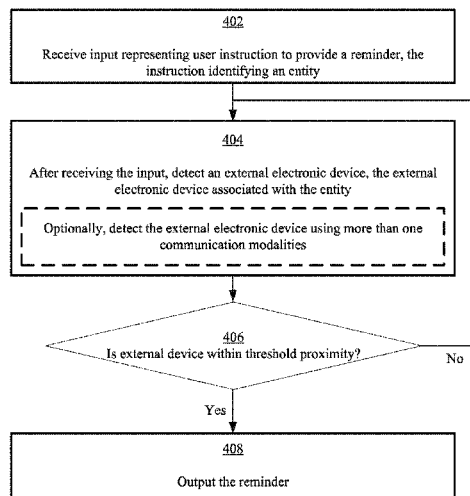 402
Receive input representing user instruction to provide a reminder, the
instruction identifying an entity
404
After receiving the input, detect an external electronic device, the external
electronic device associated with the entity
Optionally, detect the external electronic device using more than one
communication modalities
406
Is external device within threshold proximity?
No
Yes
408
Output the reminder